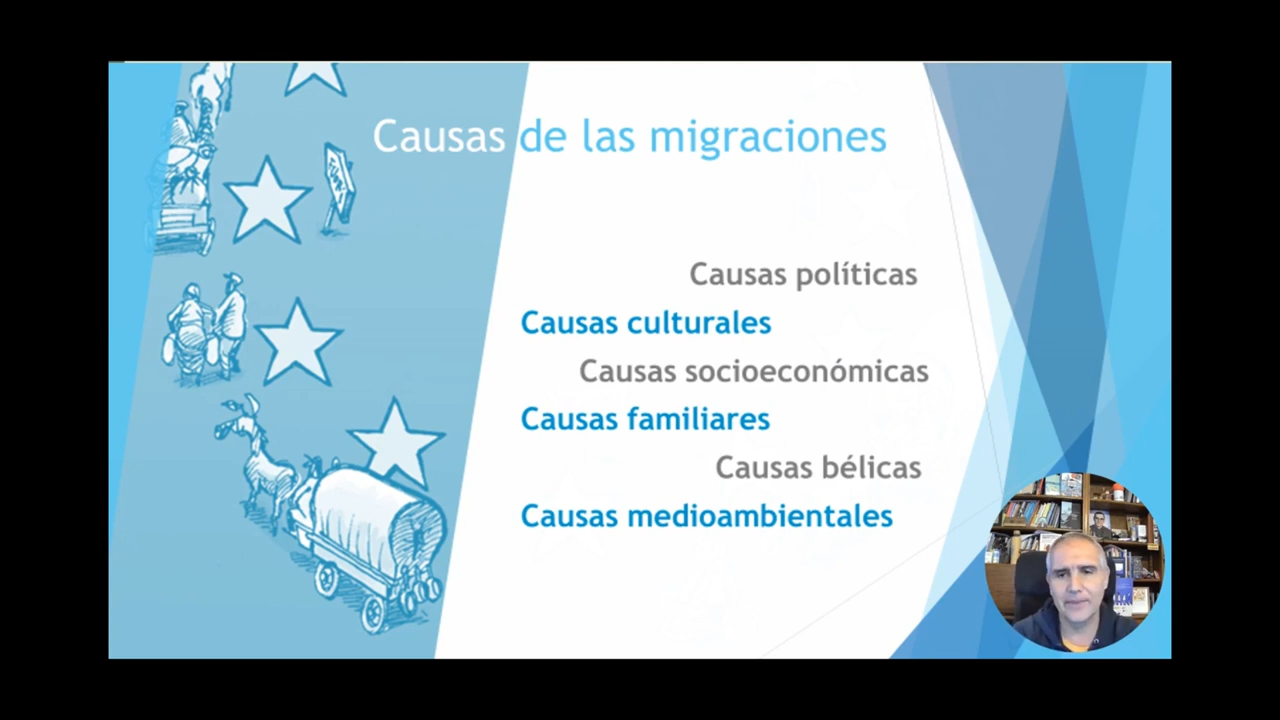 Causas de las migraciones
Causas políticas
Causas culturales
Causas socioeconómicas
Causas familiares
Causas bélicas
Causas medioambientales